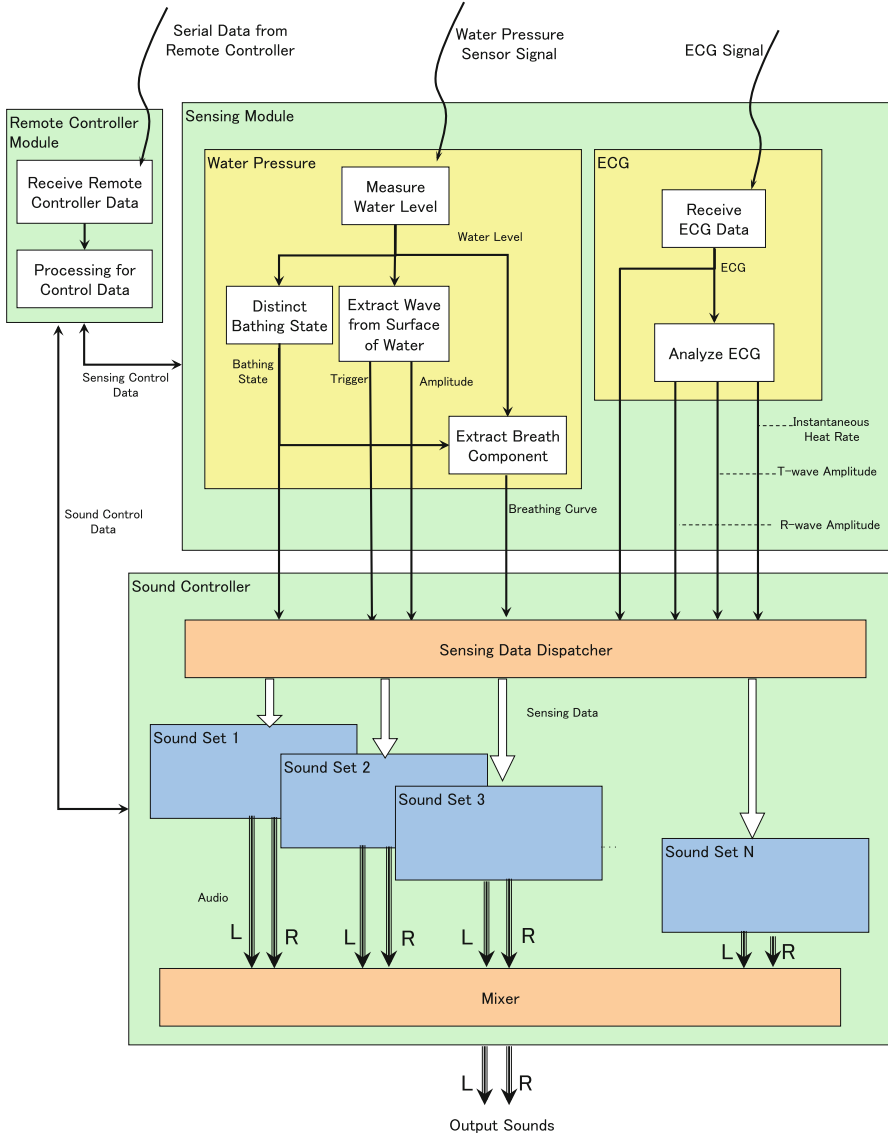 Serial Data from
Remote Controller
Water Pressure
Sensor Signal
ECG Signal
Remote Controller
Module
Receive Remote
Controller Data
Processing for
Control Data
Sensing Module
Water Pressure
Measure
Water Level
Water Level
Distinct
Bathing State
Extract Wave
from Surface
of Water
Bathing
State
Trigger
Amplitude
Extract Breath
Component
Breathing Curve
ECG
Receive
ECG Data
ECG
Analyze ECG
Instantaneous
Heat Rate
T-wave Amplitude
R-wave Amplitude
Sensing Control
Data
Sound Control
Data
Sound Controller
Sensing Data Dispatcher
Sensing Data
Sound Set 1
Sound Set 2
Sound Set 3
...
Sound Set N
Audio
L
R
L
R
L
R
L
R
Mixer
L
R
Output Sounds